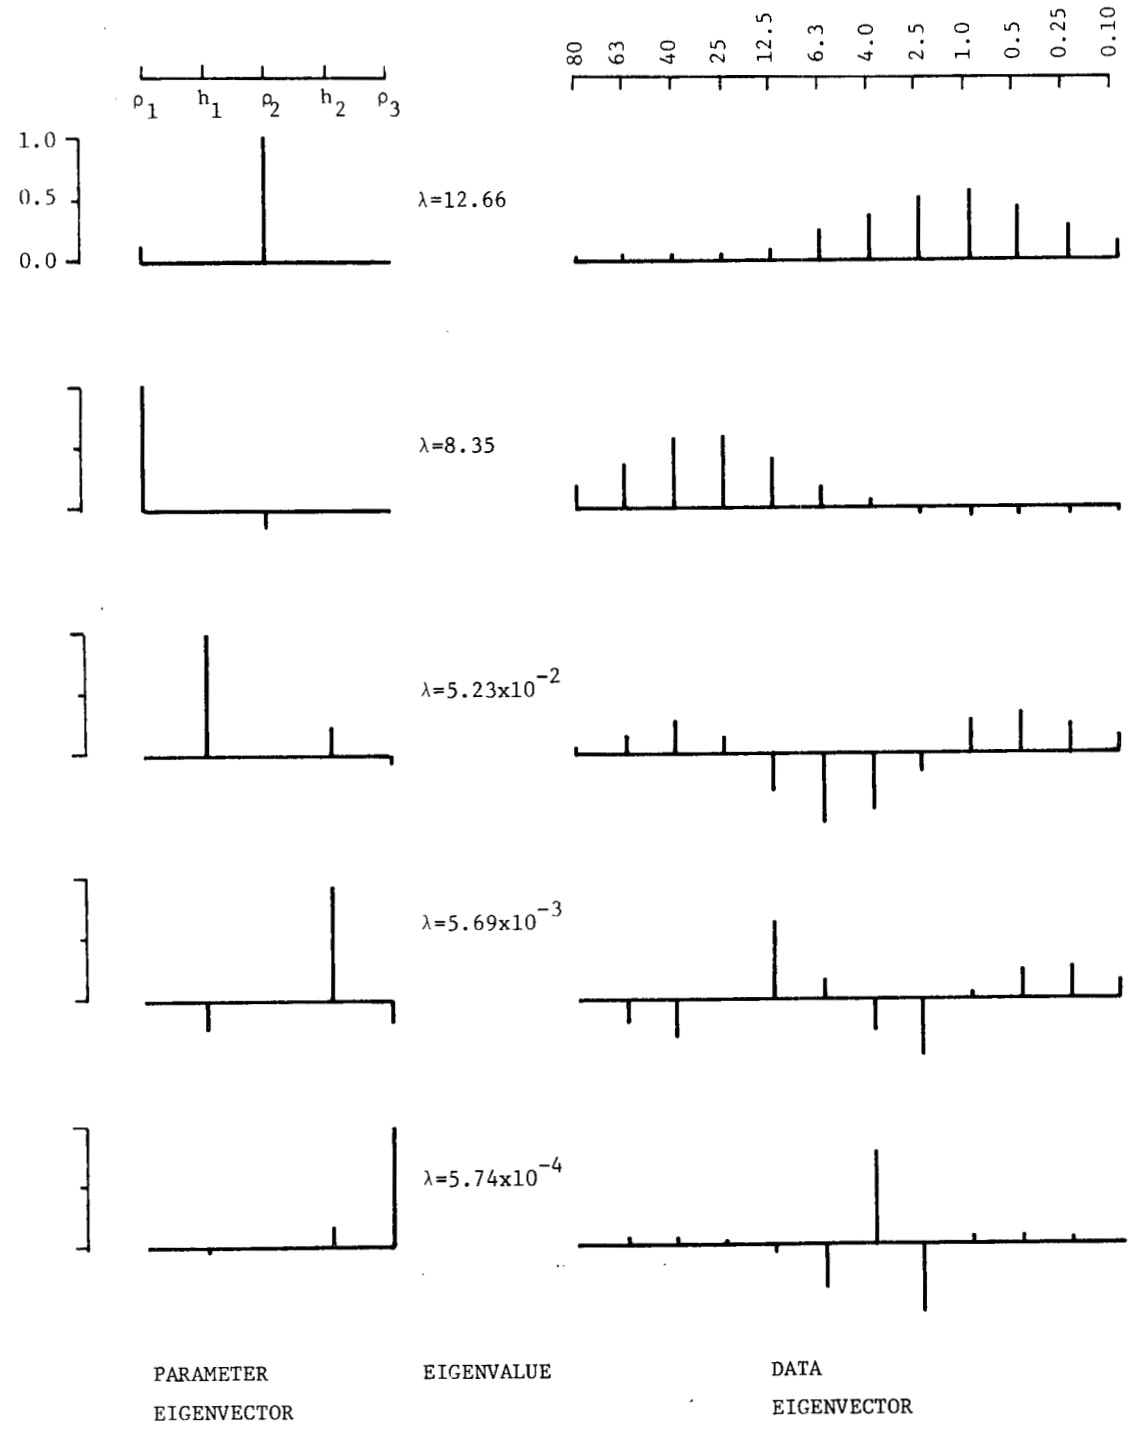 80 63 40 25 12.5 6.3 4.0 2.5 1.0 0.5 0.25 0.10
ρ1 h1 ρ2 h2 ρ3
1.0
0.5
0.0
λ=12.66
λ=8.35
λ=5.23x10-2
λ=5.69x10-3
λ=5.74x10-4
PARAMETER
EIGENVECTOR
EIGENVALUE
DATA
EIGENVECTOR